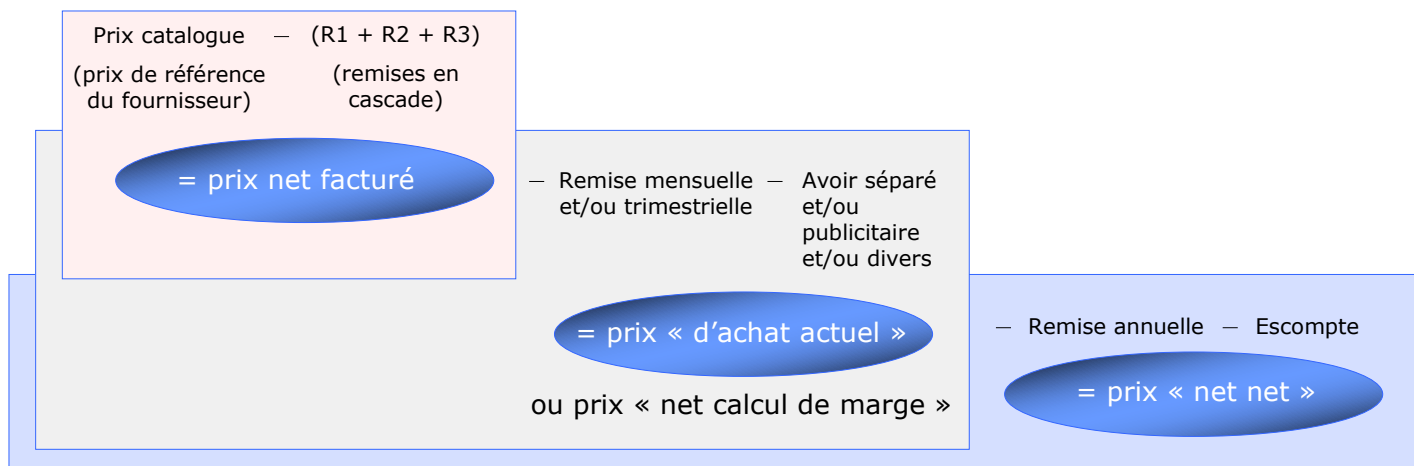 Prix catalogue — (R1 + R2 + R3)
(prix de référence
du fournisseur)
(remises en
cascade)
= prix net facturé
— Remise mensuelle
et/ou trimestrielle
— Avoir séparé
et/ou
publicitaire
et/ou divers
= prix « d’achat actuel »
ou prix « net calcul de marge »
— Remise annuelle — Escompte
= prix « net net »